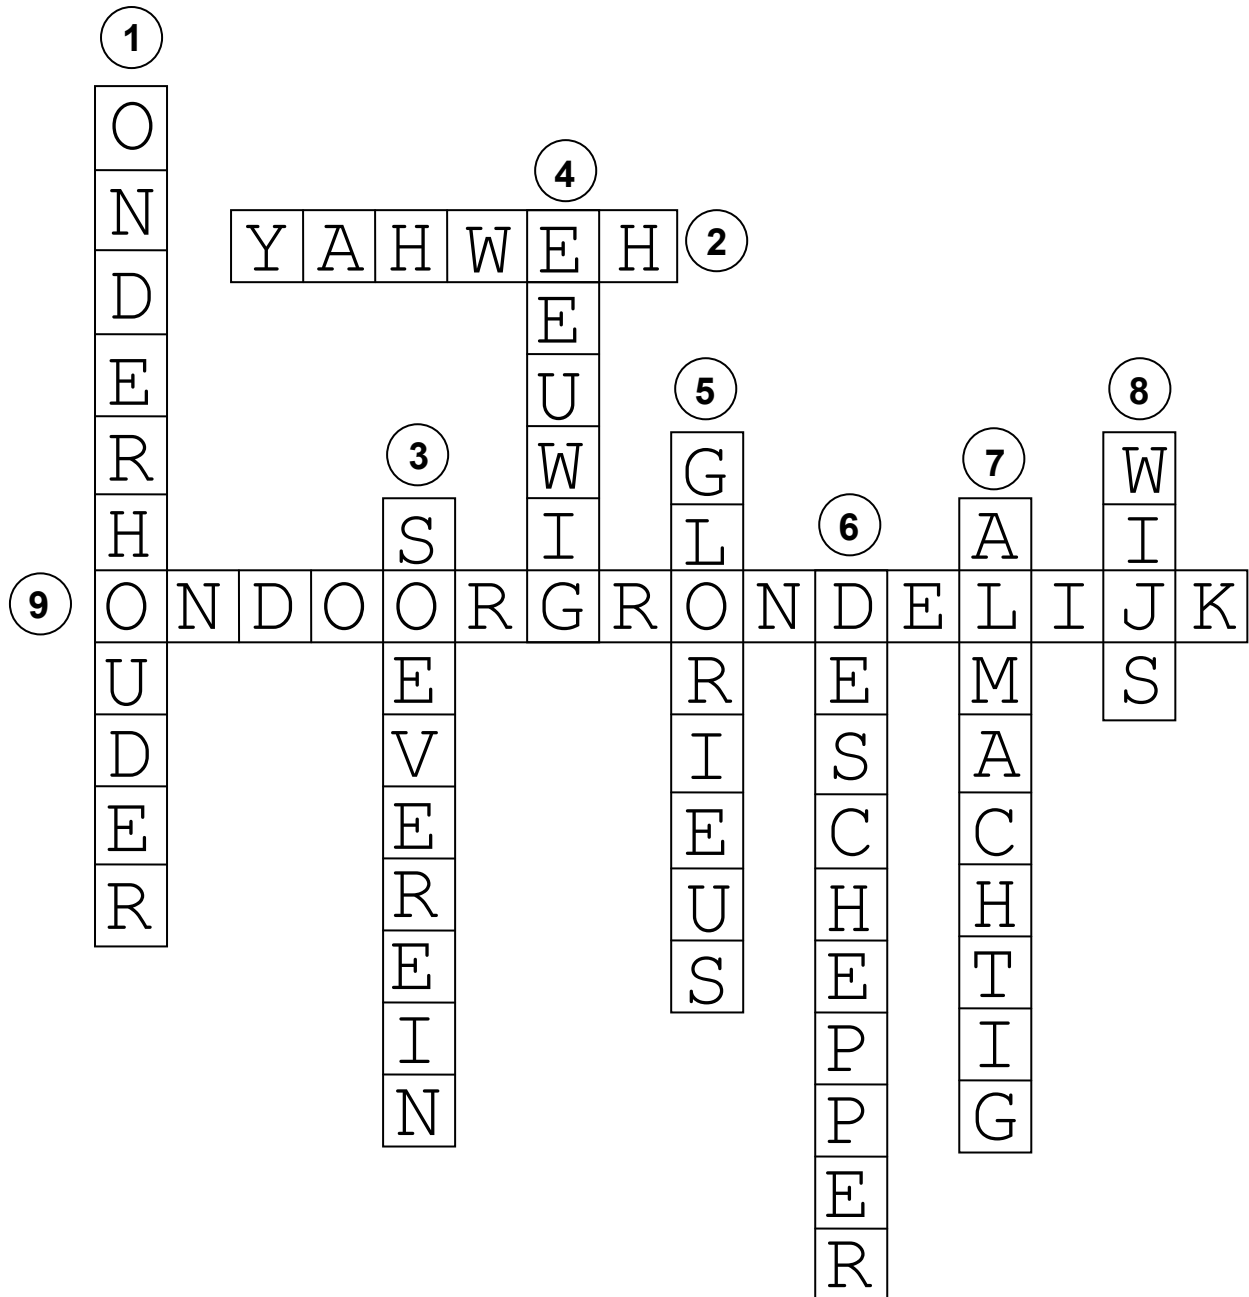 1
ONDERHOUDER
4
YAHWEH 2
EEUWIG
3
SOEVEREIN
5
GLORIEUS
6
DESCHEPPER
7
ALMACHTIG
8
WIJS
9 ONDOORGRONDELIJK